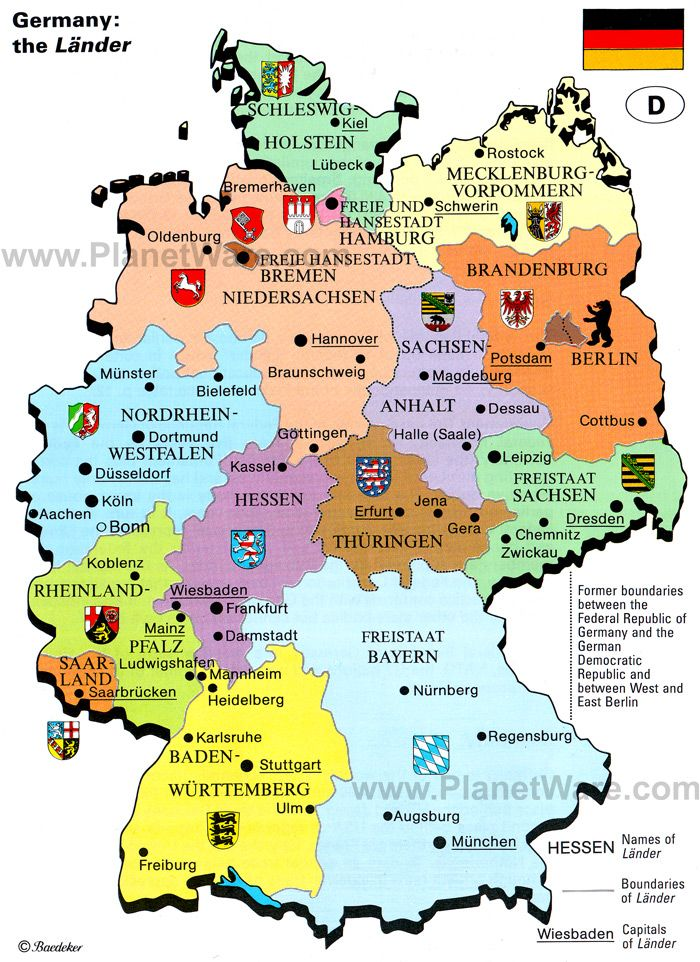 Germany:
the Länder
D
SCHLESWIG-
HOLSTEIN
Kiel
Lübeck
Rostock
MECKLENBURG-
VORPOMMERN
Schwerin
Bremerhaven
FREIE UND
HANSESTADT
HAMBURG
Oldenburg
www.PlanetWare.com
FREIE HANSESTADT
BREMEN
NIEDERSACHSEN
BRANDENBURG
Hannover
Braunschweig
SACHSEN-
ANHALT
Magdeburg
Potsdam
BERLIN
Münster
Bielefeld
NORDRHEIN-
WESTFALEN
Dortmund
Düsseldorf
Göttingen
Dessau
Halle (Saale)
Cottbus
Kassel
Leipzig
FREISTAAT
SACHSEN
Dresden
Köln
Aachen
Bonn
HESSEN
Erfurt
Jena
Gera
THÜRINGEN
Chemnitz
Zwickau
Koblenz
RHEINLAND-
PFALZ
Wiesbaden
Frankfurt
Mainz
Darmstadt
Ludwigshafen
Mannheim
Heidelberg
SAAR-
LAND
Saarbrücken
FREISTAAT
BAYERN
Former boundaries
between the
Federal Republic of
Germany and the
German
Democratic
Republic and
between West and
East Berlin
Nürnberg
Regensburg
Karlsruhe
BADEN-
WÜRTTEMBERG
Stuttgart
www.PlanetWare.com
Ulm
Augsburg
München
Freiburg
HESSEN Names of
Länder
Boundaries
of Länder
Wiesbaden Capitals
of Länder
© Baedeker